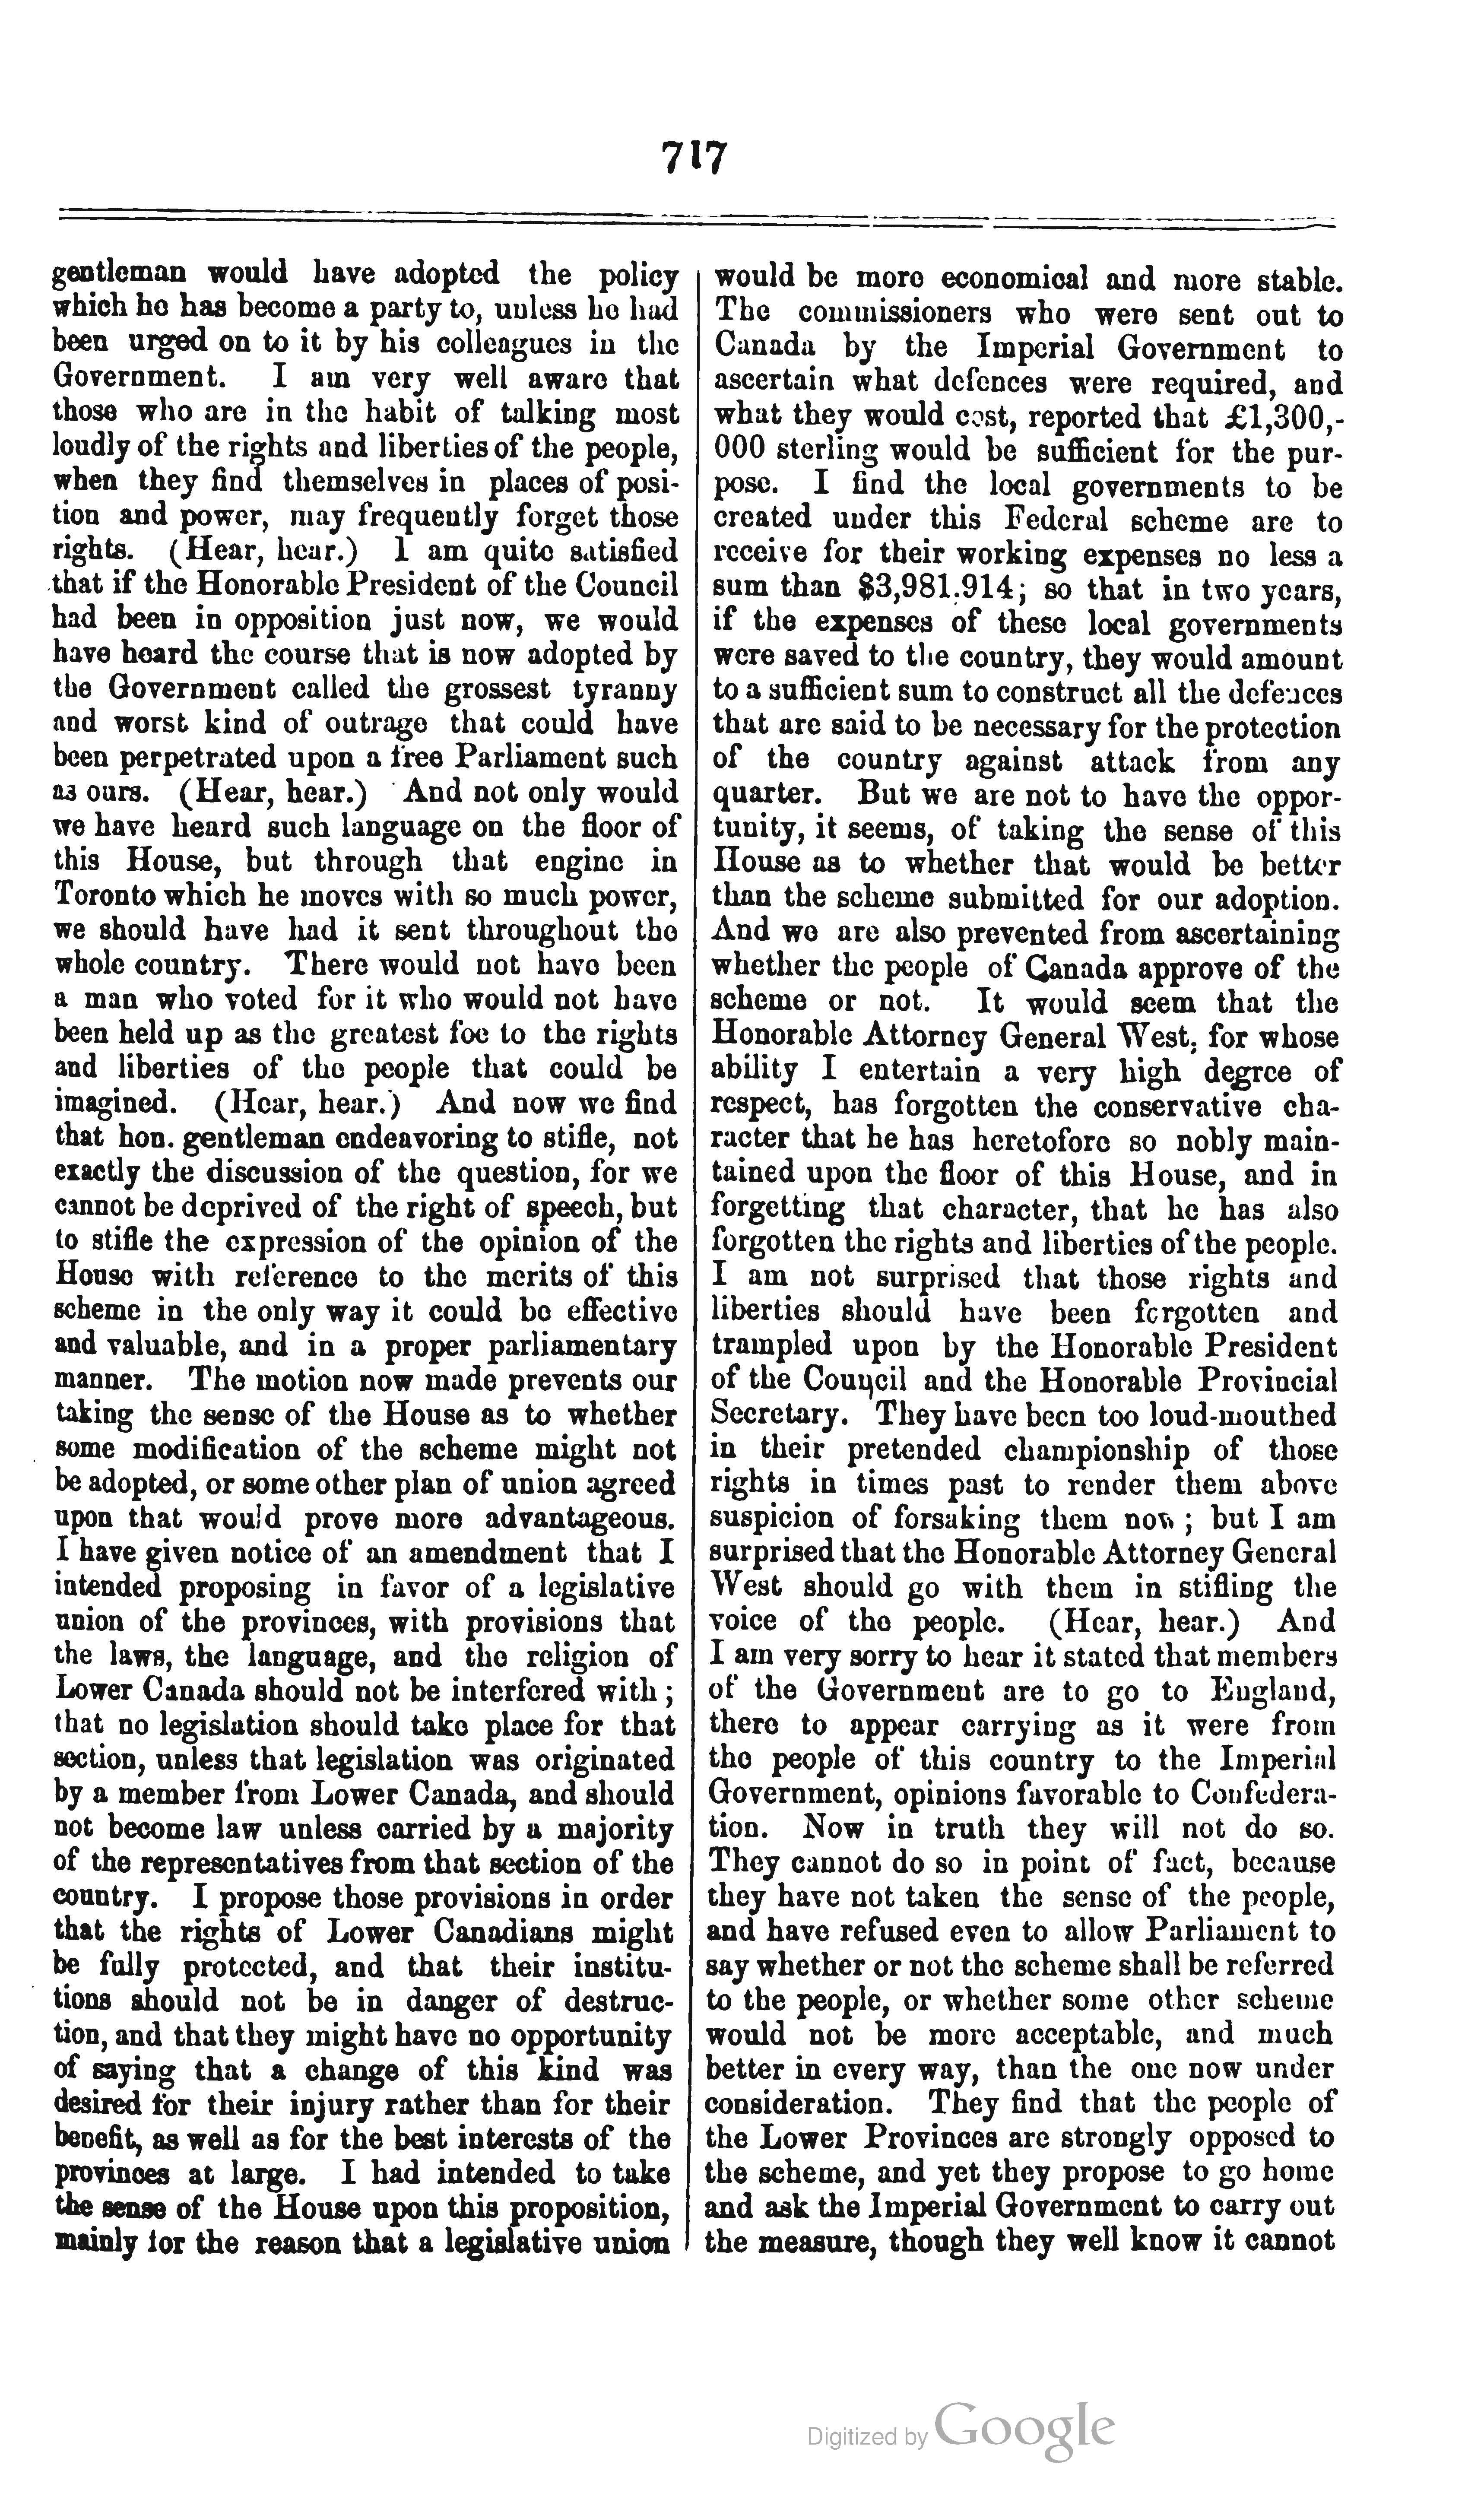 717
gentleman would have adopted the policy
which he has become a party to, unless he had
been urged on to it by his colleagues in the
Government. I am very well aware that
those who are in the habit of talking most
loudly of the rights and liberties of the people,
when they find themselves in places of posi-
tion and power, may frequently forget those
rights. (Hear, hear.) I am quite satisfied
that if the Honorable President of the Council
had been in opposition just now, we would
have heard the course that is now adopted by
the Government called the grossest tyranny
and worst kind of outrage that could have
been perpetrated upon a free Parliament such
as ours. (Hear, hear.) And not only would
we have heard such language on the floor of
this House, but through that engine in
Toronto which he moves with so much power,
we should have had it sent throughout the
whole country. There would not have been
a man who voted for it who would not have
been held up as the greatest foe to the rights
and liberties of the people that could be
imagined. (Hear, hear.) And now we find
that hon. gentleman endeavoring to stifle, not
exactly the discussion of the question, for we
cannot be deprived of the right of speech, but
to stifle the expression of the opinion of the
House with reference to the merits of this
scheme in the only way it could be effective
and valuable, and in a proper parliamentary
manner. The motion now made prevents our
taking the sense of the House as to whether
some modification of the scheme might not
be adopted, or some other plan of union agreed
upon that would prove more advantageous.
I have given notice of an amendment that I
intended proposing in favor of a legislative
union of the provinces, with provisions that
the laws, the language, and the religion of
Lower Canada should not be interfered with;
that no legislation should take place for that
section, unless that legislation was originated
by a member from Lower Canada, and should
not become law unless carried by a majority
of the representatives from that section of the
country. I propose those provisions in order
that the rights of Lower Canadians might
be fully protected, and that their institu-
tions should not be in danger of destruc-
tion, and that they might have no opportunity
of saying that a change of this kind was
desired for their injury rather than for their
benefit, as well as for the best interests of the
provinces at large. I had intended to take
the sense of the House upon this proposition,
mainly for the reason that a legislative union
would be more economical and more stable.
The commissioners who were sent out to
Canada by the Imperial Government to
ascertain what defences were required, and
what they would cost, reported that £1,300,-
000 sterling would be sufficient for the pur-
pose. I find the local governments to be
created under this Federal scheme are to
receive for their working expenses no less a
sum than $3,981.914; so that in two years,
if the expenses of these local governments
were saved to the country, they would amount
to a sufficient sum to construct all the defences
that are said to be necessary for the protection
of the country against attack from any
quarter. But we are not to have the oppor-
tunity, it seems, of taking the sense of this
House as to whether that would be better
than the scheme submitted for our adoption.
And we are also prevented from ascertaining
whether the people of Canada approve of the
scheme or not. It would seem that the
Honorable Attorney General West, for whose
ability I entertain a very high degree of
respect, has forgotten the conservative cha-
racter that he has heretofore so nobly main-
tained upon the floor of this House, and in
forgetting that character, that he has also
forgotten the rights and liberties of the people.
I am not surprised that those rights and
liberties should have been forgotten and
trampled upon by the Honorable President
of the Council and the Honorable Provincial
Secretary. They have been too loud-mouthed
in their pretended championship of those
rights in times past to render them above
suspicion of forsaking them now; but I am
surprised that the Honorable Attorney General
West should go with them in stifling the
voice of the people. (Hear, hear.) And
I am very sorry to hear it stated that members
of the Government are to go to England,
there to appear carrying as it were from
the people of this country to the Imperial
Government, opinions favorable to Confedera-
tion. Now in truth they will not do so.
They cannot do so in point of fact, because
they have not taken the sense of the people,
and have refused even to allow Parliament to
say whether or not the scheme shall be referred
to the people, or whether some other scheme
would not be more acceptable, and much
better in every way, than the one now under
consideration. They find that the people of
the Lower Provinces are strongly opposed to
the scheme, and yet they propose to go home
and ask the Imperial Government to carry out
the measure, though they well know it cannot
Digitized by Google